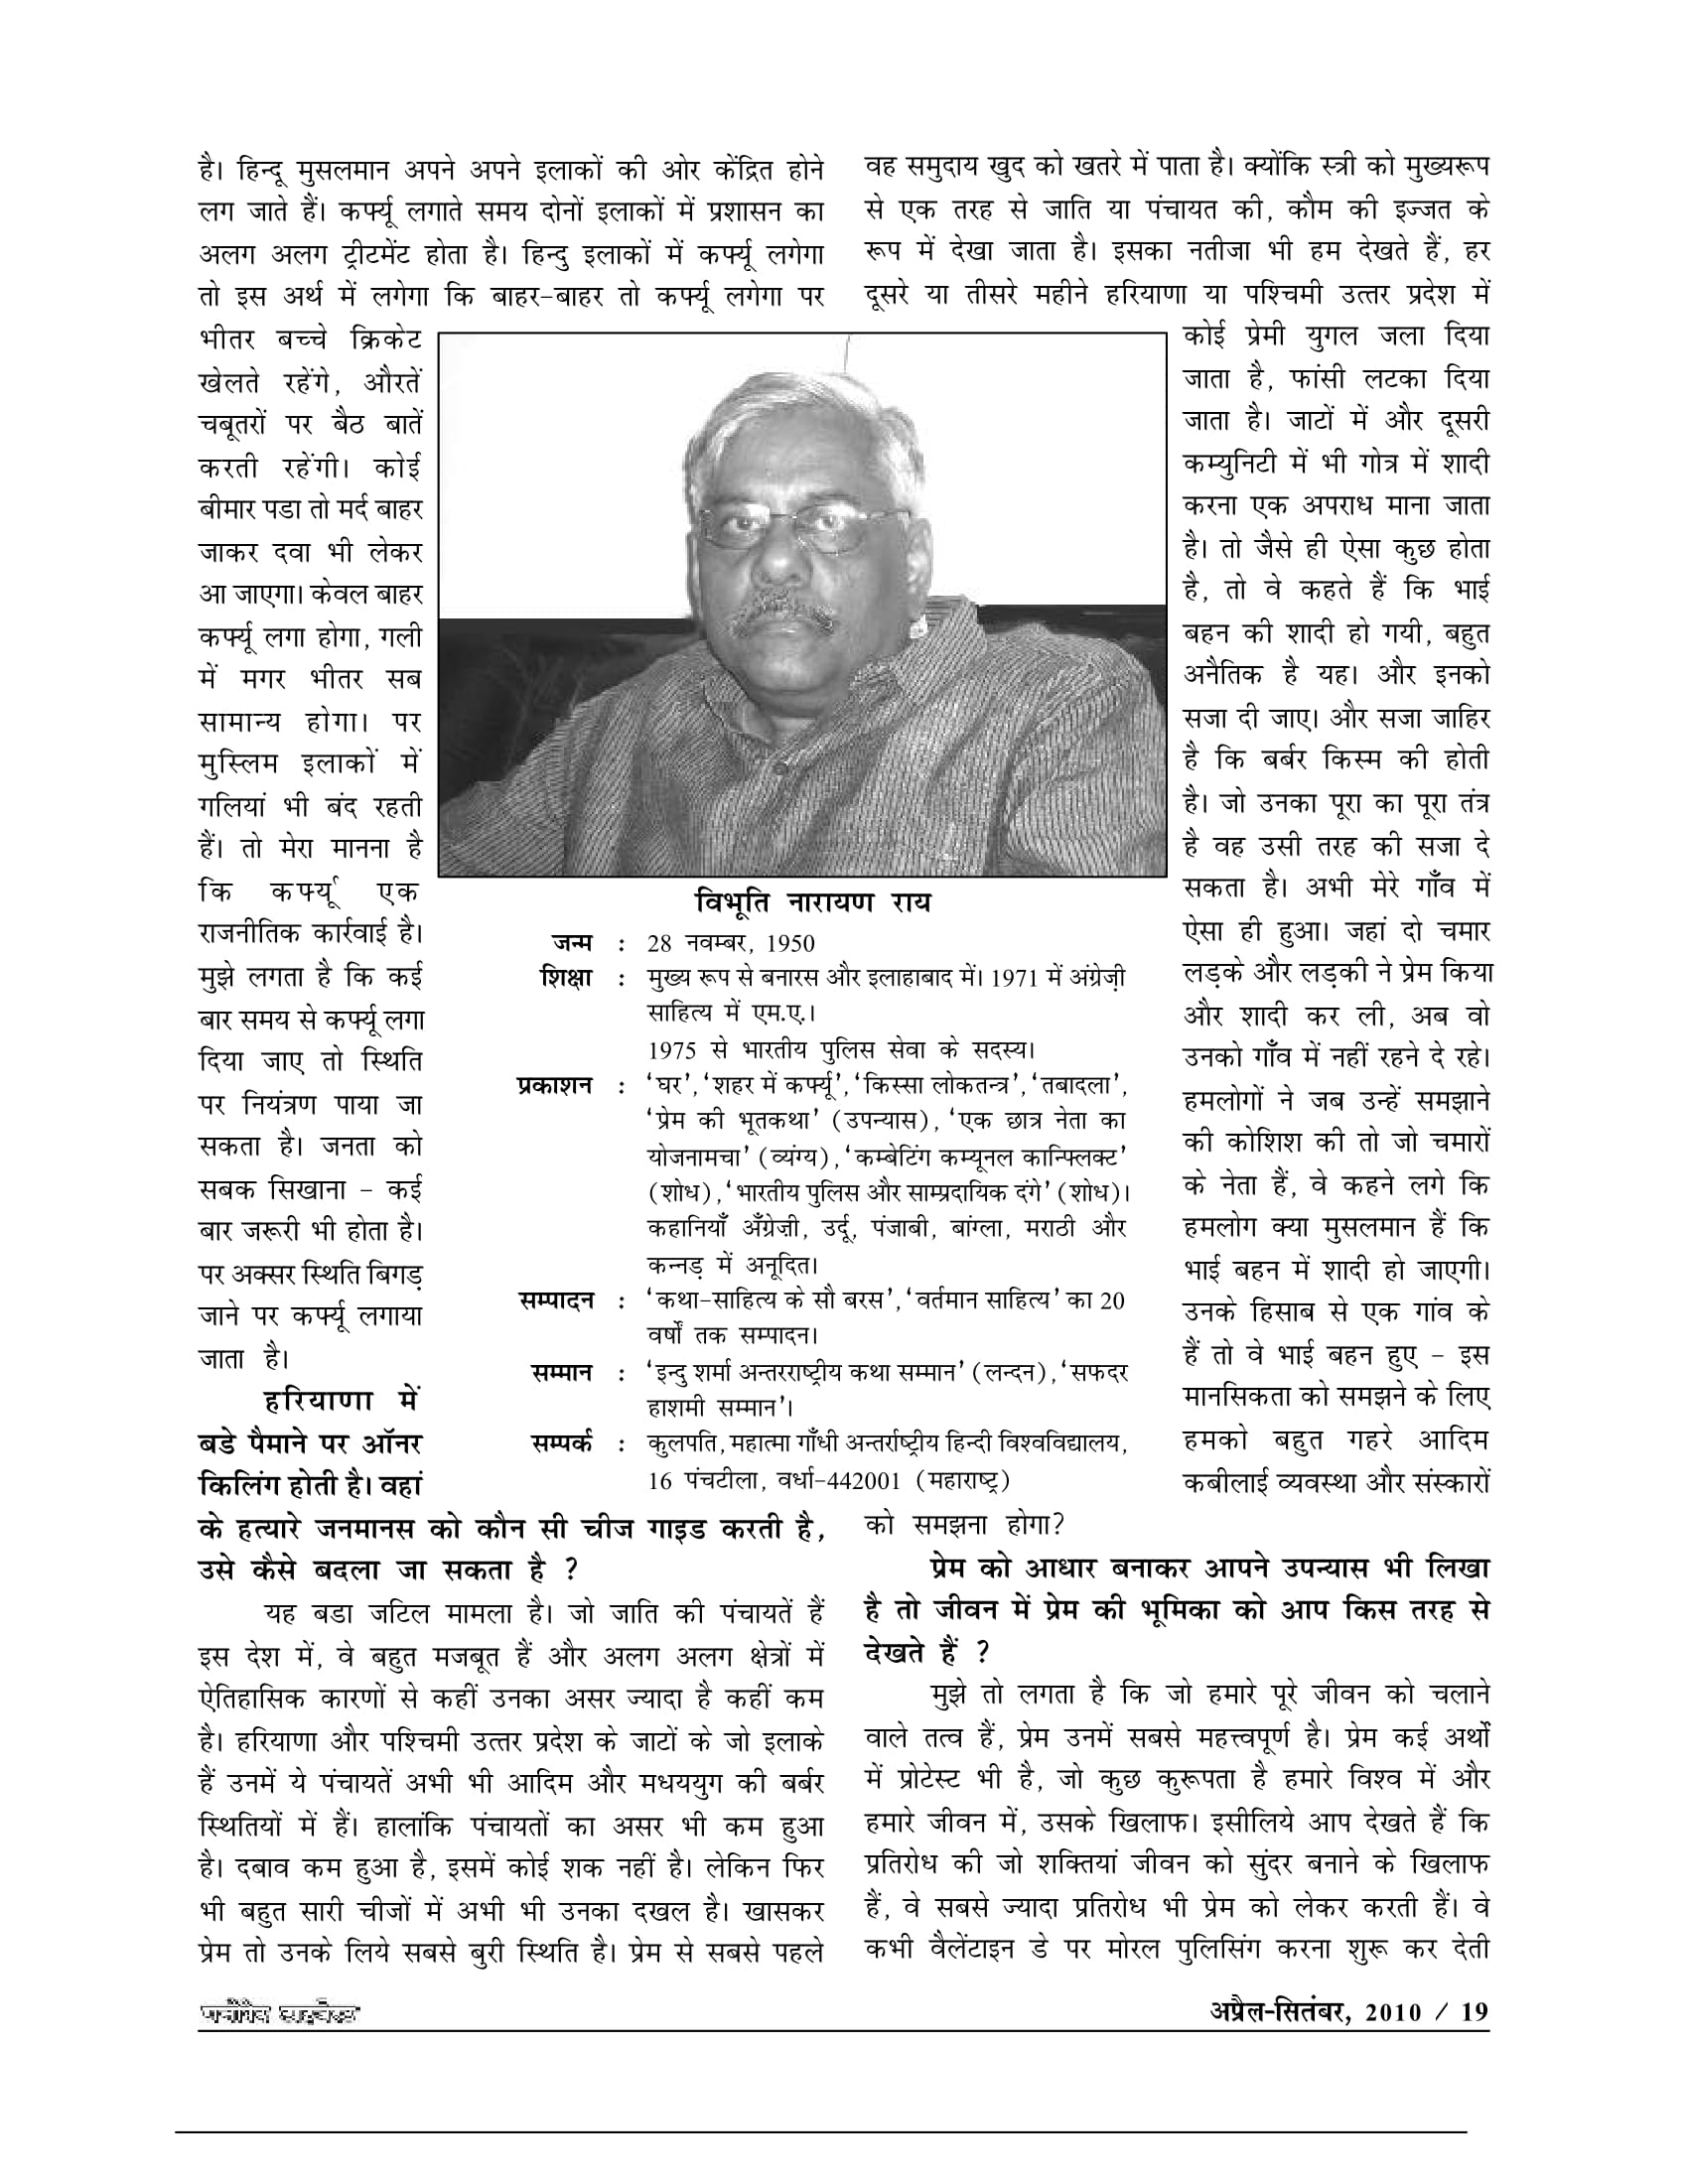 है। हिन्दू मुसलमान अपने अपने इलाकों की ओर केंद्रित होने
लग जाते हैं। कर्फ्यू लगाते समय दोनों इलाकों में प्रशासन का
अलग अलग ट्रीटमेंट होता है। हिन्दु इलाकों में कर्फ्यू लगेगा
तो इस अर्थ में लगेगा कि बाहर-बाहर तो कर्फ्यू लगेगा पर
भीतर बच्चे क्रिकेट
खेलते रहेंगे, औरतें
चबूतरों पर बैठ बातें
करती रहेंगी। कोई
बीमार पडा तो मर्द बाहर
जाकर दवा भी लेकर
आ जाएगा। केवल बाहर
कर्फ्यू लगा होगा, गली
में मगर भीतर सब
सामान्य होगा। पर
मुस्लिम इलाकों में
गलियां भी बंद रहती
हैं। तो मेरा मानना है
कि कर्फ्यू एक
राजनीतिक कार्रवाई है।
मुझे लगता है कि कई
बार समय से कर्फ्यू लगा
दिया जाए तो स्थिति
पर नियंत्रण पाया जा
सकता है। जनता को
सबक सिखाना - कई
बार जरूरी भी होता है।
पर अक्सर स्थिति बिगड़
जाने पर कर्फ्यू लगाया
जाता है।
हरियाणा में
बडे पैमाने पर ऑनर
किलिंग होती है। वहां
के हत्यारे जनमानस को कौन सी चीज गाइड करती है,
उसे कैसे बदला जा सकता है ?
यह बडा जटिल मामला है। जो जाति की पंचायतें हैं
इस देश में, वे बहुत मजबूत हैं और अलग अलग क्षेत्रों में
ऐतिहासिक कारणों से कहीं उनका असर ज्यादा है कहीं कम
है। हरियाणा और पश्चिमी उत्तर प्रदेश के जाटों के जो इलाके
हैं उनमें ये पंचायतें अभी भी आदिम और मधययुग की बर्बर
स्थितियों में हैं। हालांकि पंचायतों का असर भी कम हुआ
है। दबाव कम हुआ है, इसमें कोई शक नहीं है। लेकिन फिर
भी बहुत सारी चीजों में अभी भी उनका दखल है। खासकर
प्रेम तो उनके लिये सबसे बुरी स्थिति है। प्रेम से सबसे पहले
विभूति नारायण राय
जन्म : 28 नवम्बर, 1950
शिक्षा : मुख्य रूप से बनारस और इलाहाबाद में। 1971 में अंग्रेज़ी
साहित्य में एम.ए.।
1975 से भारतीय पुलिस सेवा के सदस्य।
प्रकाशन : ‘घर’, ‘शहर में कर्फ्यू’, ‘किस्सा लोकतन्त्र’, ‘तबादला’,
‘प्रेम की भूतकथा’ (उपन्यास), ‘एक छात्र नेता का
योजनामचा’ (व्यंग्य), ‘कम्बेटिंग कम्यूनल कान्फ्लिक्ट’
(शोध), ‘भारतीय पुलिस और साम्प्रदायिक दंगे’ (शोध)।
कहानियाँ अँग्रेज़ी, उर्दू, पंजाबी, बांग्ला, मराठी और
कन्नड़ में अनूदित।
सम्पादन : ‘कथा-साहित्य के सौ बरस’, ‘वर्तमान साहित्य’ का 20
वर्षों तक सम्पादन।
सम्मान : ‘इन्दु शर्मा अन्तरराष्ट्रीय कथा सम्मान’ (लन्दन), ‘सफदर
हाशमी सम्मान’।
सम्पर्क : कुलपति, महात्मा गाँधी अन्तर्राष्ट्रीय हिन्दी विश्वविद्यालय,
16 पंचटीला, वर्धा-442001 (महाराष्ट्र)
वह समुदाय खुद को खतरे में पाता है। क्योंकि स्त्री को मुख्यरूप
से एक तरह से जाति या पंचायत की, कौम की इज्जत के
रूप में देखा जाता है। इसका नतीजा भी हम देखते हैं, हर
दूसरे या तीसरे महीने हरियाणा या पश्चिमी उत्तर प्रदेश में
कोई प्रेमी युगल जला दिया
जाता है, फांसी लटका दिया
जाता है। जाटों में और दूसरी
कम्युनिटी में भी गोत्र में शादी
करना एक अपराध माना जाता
है। तो जैसे ही ऐसा कुछ होता
है, तो वे कहते हैं कि भाई
बहन की शादी हो गयी, बहुत
अनैतिक है यह। और इनको
सजा दी जाए। और सजा जाहिर
है कि बर्बर किस्म की होती
है। जो उनका पूरा का पूरा तंत्र
है वह उसी तरह की सजा दे
सकता है। अभी मेरे गाँव में
ऐसा ही हुआ। जहां दो चमार
लड़के और लड़की ने प्रेम किया
और शादी कर ली, अब वो
उनको गाँव में नहीं रहने दे रहे।
हमलोगों ने जब उन्हें समझाने
की कोशिश की तो जो चमारों
के नेता हैं, वे कहने लगे कि
हमलोग क्या मुसलमान हैं कि
भाई बहन में शादी हो जाएगी।
उनके हिसाब से एक गांव के
हैं तो वे भाई बहन हुए - इस
मानसिकता को समझने के लिए
हमको बहुत गहरे आदिम
कबीलाई व्यवस्था और संस्कारों
को समझना होगा?
प्रेम को आधार बनाकर आपने उपन्यास भी लिखा
है तो जीवन में प्रेम की भूमिका को आप किस तरह से
देखते हैं ?
मुझे तो लगता है कि जो हमारे पूरे जीवन को चलाने
वाले तत्व हैं, प्रेम उनमें सबसे महत्त्वपूर्ण है। प्रेम कई अर्थों
में प्रोटेस्ट भी है, जो कुछ कुरूपता है हमारे विश्व में और
हमारे जीवन में, उसके खिलाफ। इसीलिये आप देखते हैं कि
प्रतिरोध की जो शक्तियां जीवन को सुंदर बनाने के खिलाफ
हैं, वे सबसे ज्यादा प्रतिरोध भी प्रेम को लेकर करती हैं। वे
कभी वैलेंटाइन डे पर मोरल पुलिसिंग करना शुरू कर देती
अप्रैल-सितंबर, 2010 / 19